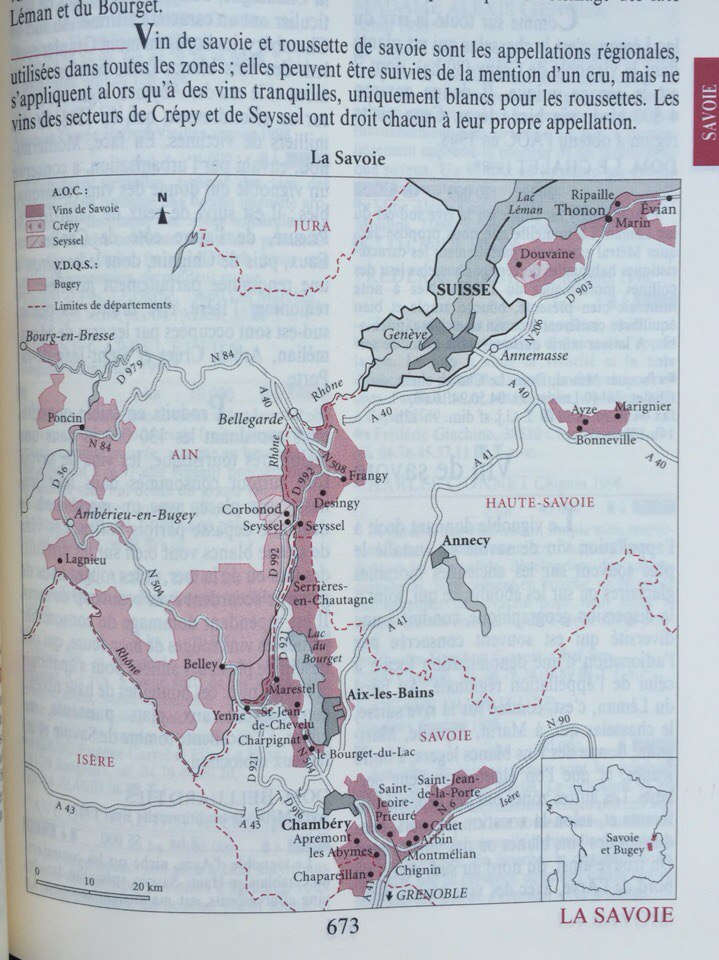 Léman et du Bourget.
Vin de savoie et roussette de savoie sont les appellations régionales,
utilisées dans toutes les zones ; elles peuvent être suivies de la mention d'un cru, mais ne
s'appliquent alors qu'à des vins tranquilles, uniquement blancs pour les roussettes. Les
vins des secteurs de Crépy et de Seyssel ont droit chacun à leur propre appellation.
SAVOIE
La Savoie
A.O.C. :
Vins de Savoie
Crépy
Seyssel
V.D.Q.S. :
Bugey
Limites de départements
N
JURA
Lac
Léman
Ripaille
Thonon
Évian
Marin
Douvaine
D 903
SUISSE
Genève
N 206
Annemasse
Bourg-en-Bresse
D 979
N 84
A 40
Rhône
Bellegarde
A 40
A 40
Ayze
Marignier
Bonneville
A 40
Poncin
N 84
AIN
Rhône
N 508
D 992
Frangy
Desingy
A 41
D 36
Corbonod
Seyssel
Seyssel
HAUTE-SAVOIE
Ambérieu-en-Bugey
Annecy
Lagnieu
D 992
N 504
Serrières-
en-Chautagne
A 41
D 921
Lac
du
Bourget
Rhône
Belley
Marestel
Aix-les-Bains
Yenne
St-Jean-
de-Chevelu
Charpignat
le Bourget-du-Lac
SAVOIE
N 90
ISÈRE
D 921
N 504
A 43
A 43
D 916
Chambéry
Saint-
Jeoire-
Prieuré
Saint-Jean-
de-la-Porte
N 6
Isère
Cruet
Arbin
Apremont
les Abymes
Montmélian
Chignin
Chapareillan
A 41
GRENOBLE
Savoie
et Bugey
0 10 20 km
LA SAVOIE
673